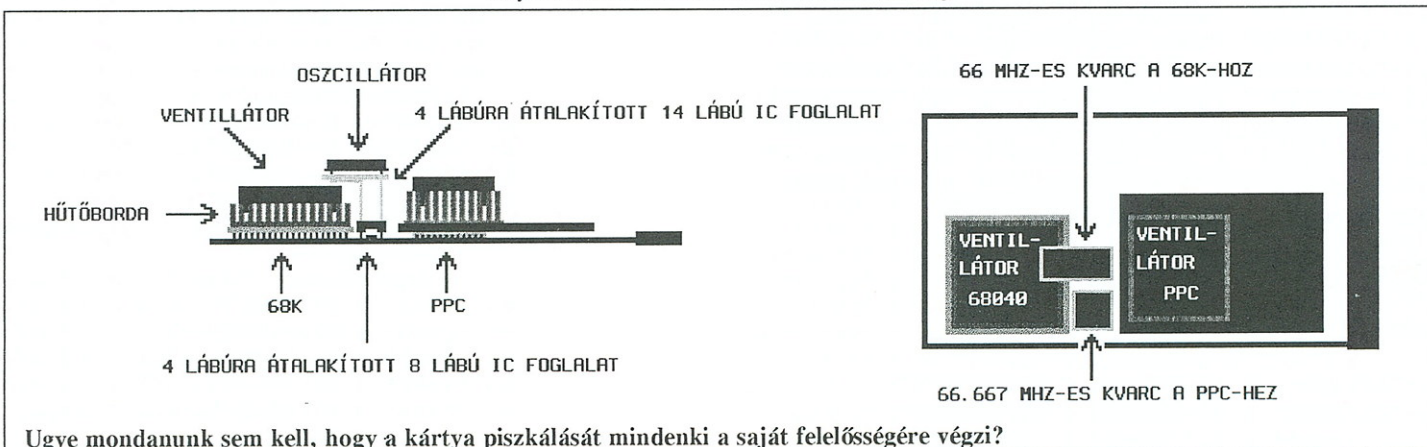 OSZCILLÁTOR
VENTILLÁTOR
4 LÁBÚRA ÁTALAKÍTOTT 14 LÁBÚ IC FOGLALAT
HŰTŐBORDA
68K
PPC
4 LÁBÚRA ÁTALAKÍTOTT 8 LÁBÚ IC FOGLALAT
66 MHZ-ES KVARC A 68K-HOZ
VENTIL-
LÁTOR
68040
VENTIL-
LÁTOR
PPC
66.667 MHZ-ES KVARC A PPC-HEZ
Ugye mondanunk sem kell, hogy a kártya piszkálását mindenki a saját felelősségére végzi?